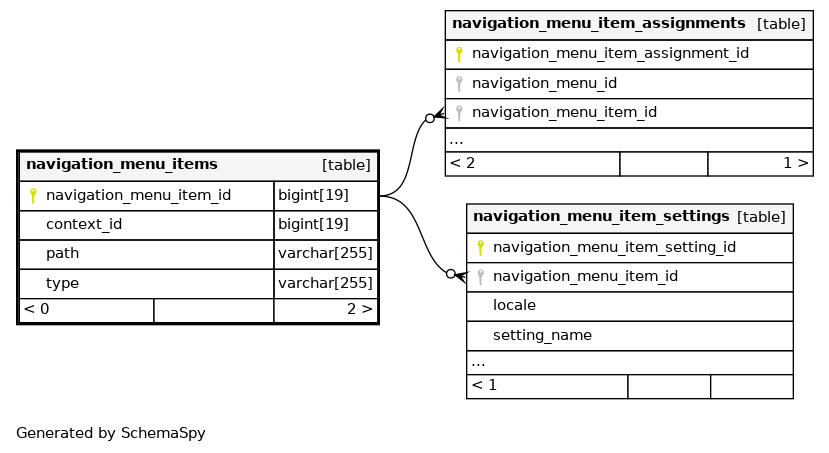 navigation_menu_item_assignments [table]
navigation_menu_item_assignment_id
navigation_menu_id
navigation_menu_item_id
...
< 2 1 >
navigation_menu_items [table]
navigation_menu_item_id bigint[19]
context_id bigint[19]
path varchar[255]
type varchar[255]
< 0 2 >
navigation_menu_item_settings [table]
navigation_menu_item_setting_id
navigation_menu_item_id
locale
setting_name
...
< 1
Generated by SchemaSpy